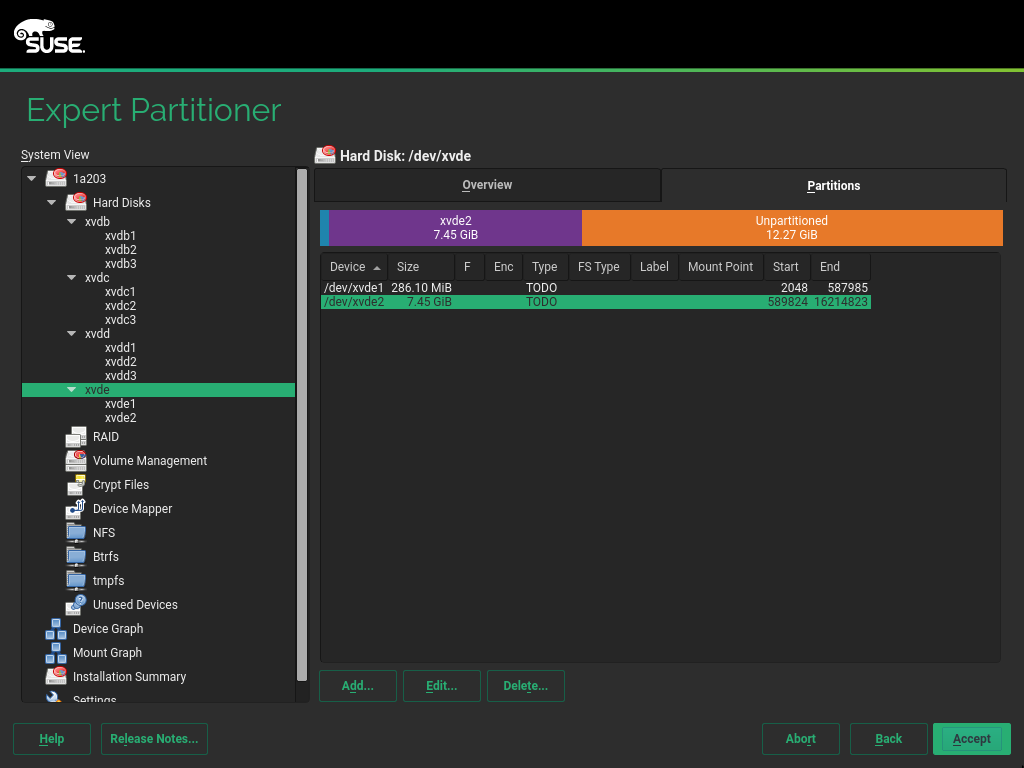 SUSE
Expert Partitioner
System View
1a203
Hard Disks
xvdb
xvdb1
xvdb2
xvdb3
xvdc
xvdc1
xvdc2
xvdc3
xvdd
xvdd1
xvdd2
xvdd3
xvde
xvde1
xvde2
RAID
Volume Management
Crypt Files
Device Mapper
NFS
Btrfs
tmpfs
Unused Devices
Device Graph
Mount Graph
Installation Summary
Settings
Hard Disk: /dev/xvde
Overview Partitions
xvde2 Unpartitioned
7.45 GiB 12.27 GiB
Device Size F Enc Type FS Type Label Mount Point Start End
/dev/xvde1 286.10 MiB TODO 2048 587985
/dev/xvde2 7.45 GiB TODO 589824 16214823
Add... Edit... Delete...
Help Release Notes... Abort Back Accept